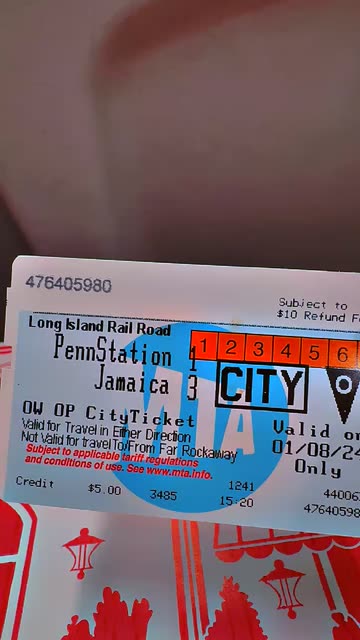 476405980
Subject to
$10 Refund F
Long Island Rail Road
PennStation 1
1 2 3 4 5 6
Jamaica 3
CITY
O
MTA
OW OP CityTicket
Valid for Travel in Either Direction
Not Valid for travel To/From Far Rockaway
Valid on
01/08/24
Only
Subject to applicable tariff regulations
and conditions of use. See www.mta.info.
Credit $5.00 3485 1241
15:20
44006
47640598